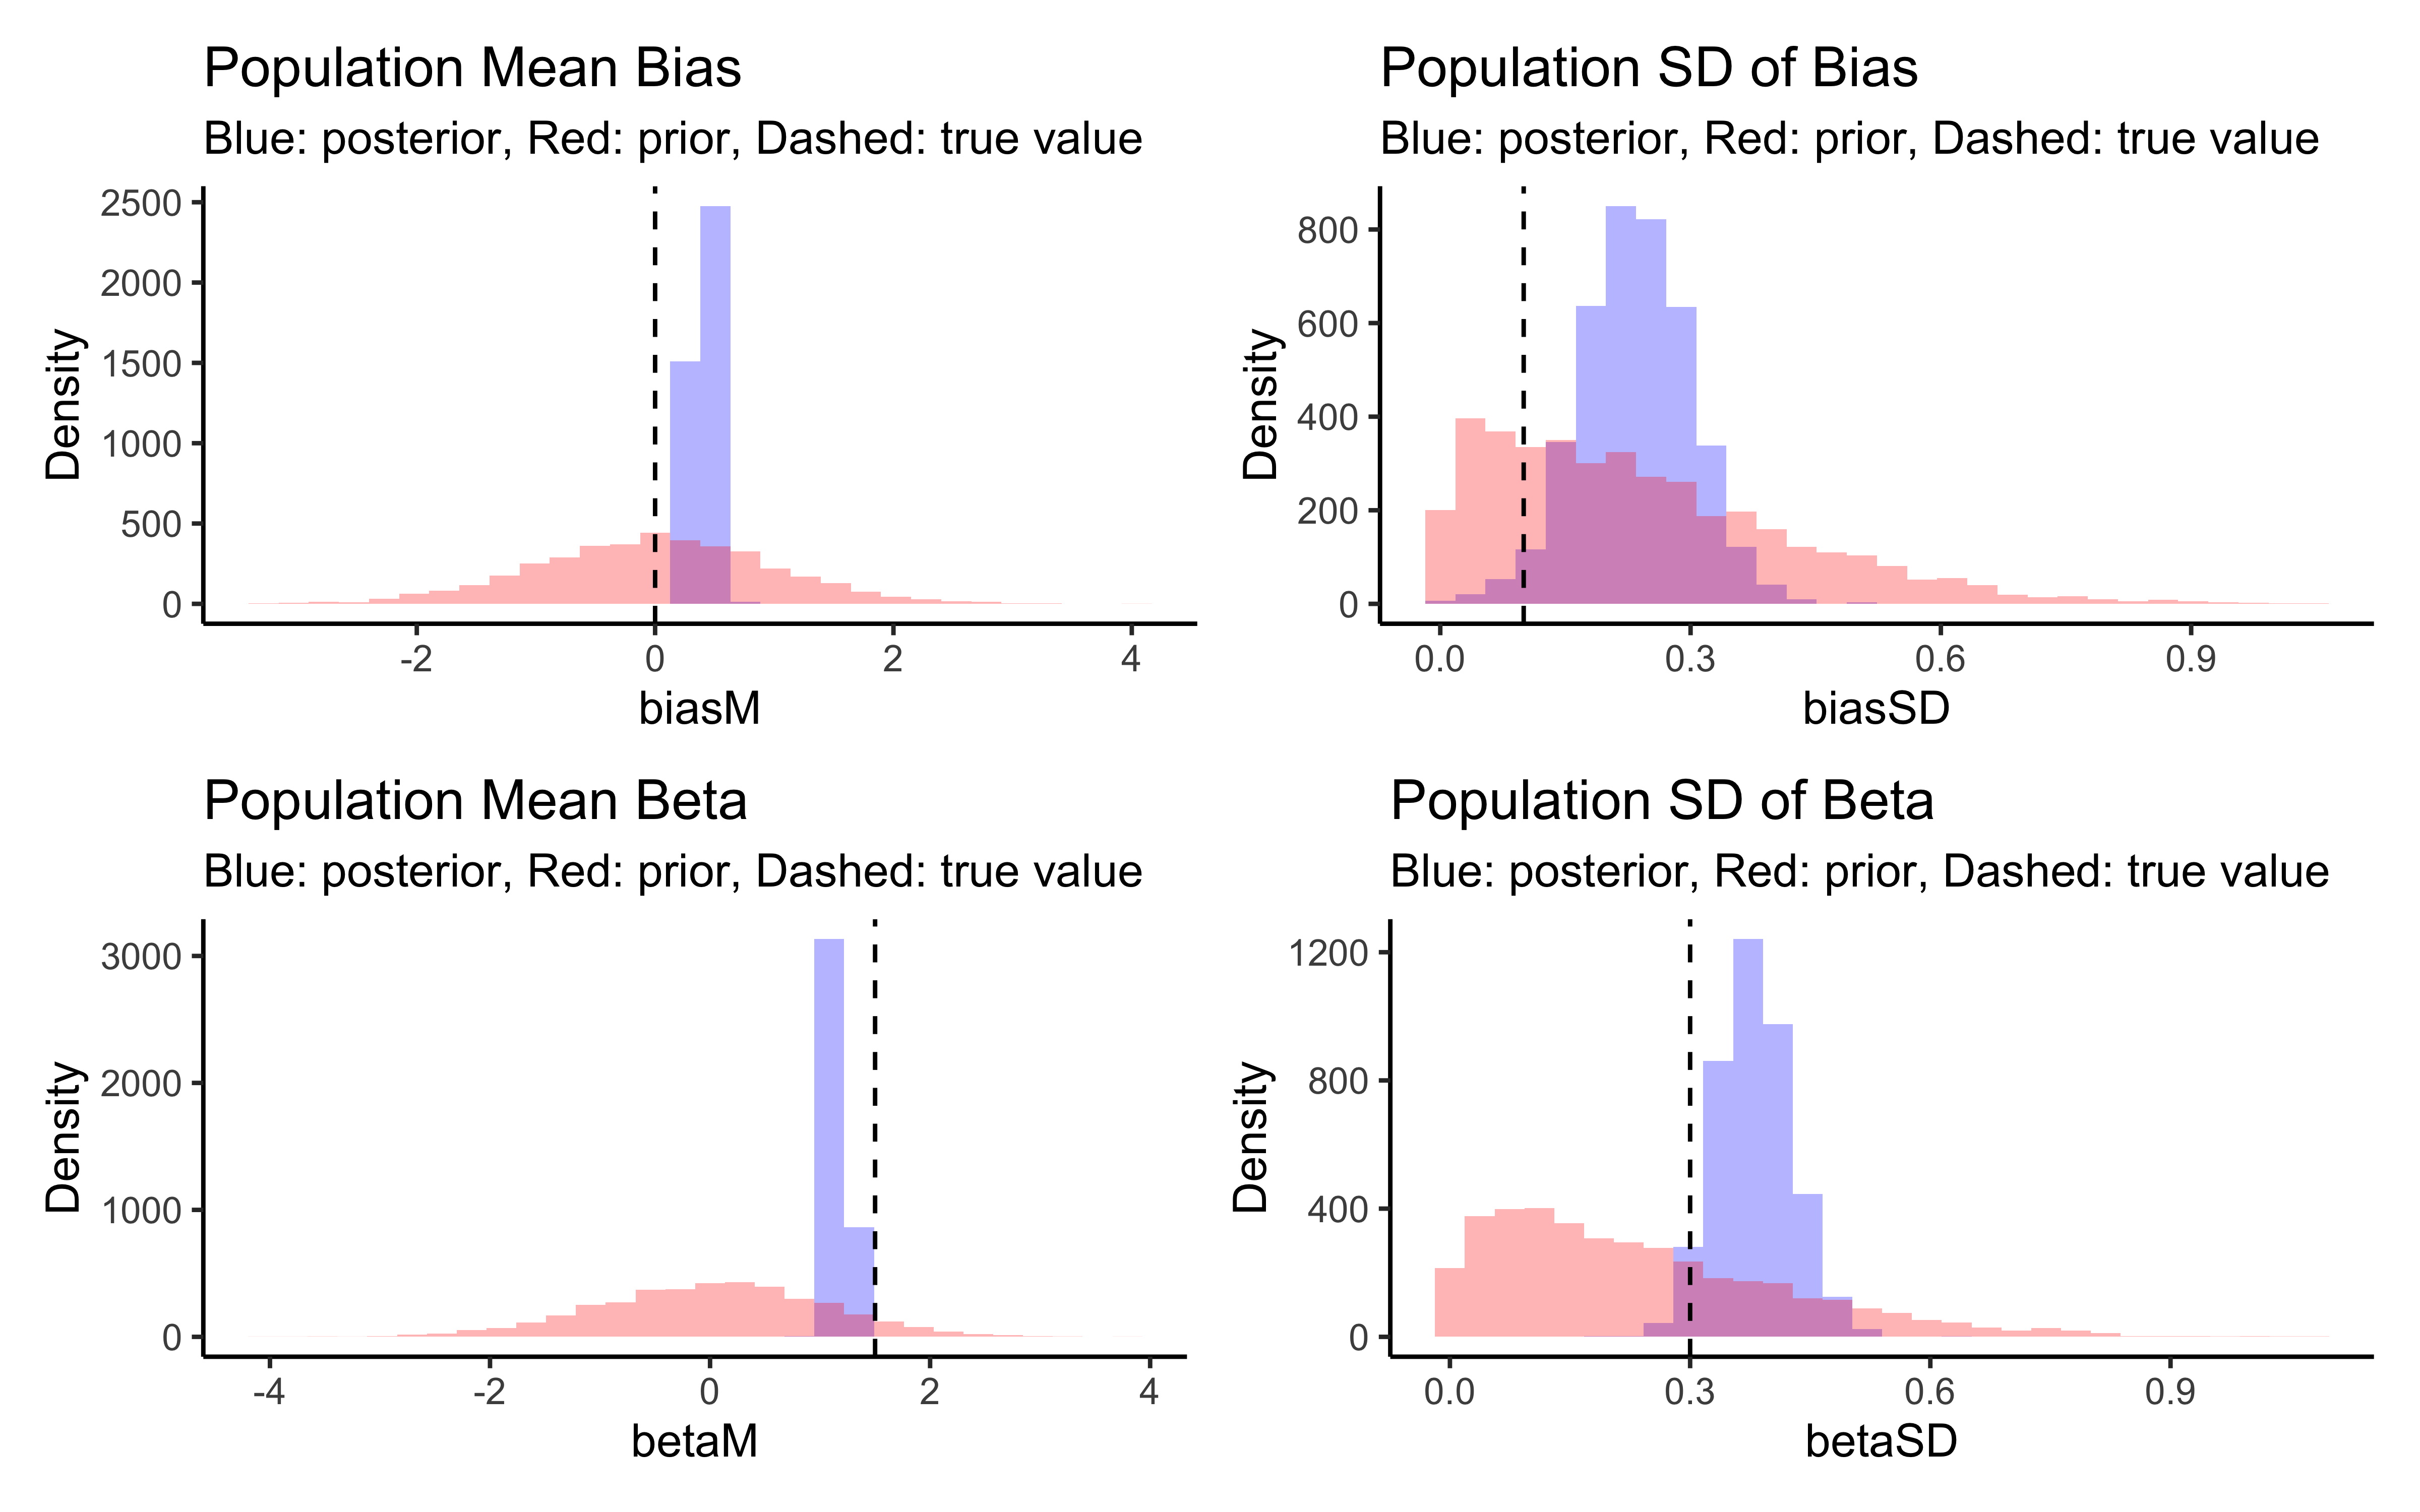 Population Mean Bias
Blue: posterior, Red: prior, Dashed: true value
2500
2000
1500
1000
500
0
Density
-2
0
2
4
biasM
Population SD of Bias
Blue: posterior, Red: prior, Dashed: true value
800
600
400
200
0
Density
0.0
0.3
0.6
0.9
biasSD
Population Mean Beta
Blue: posterior, Red: prior, Dashed: true value
3000
2000
1000
0
Density
-4
-2
0
2
4
betaM
Population SD of Beta
Blue: posterior, Red: prior, Dashed: true value
1200
800
400
0
Density
0.0
0.3
0.6
0.9
betaSD